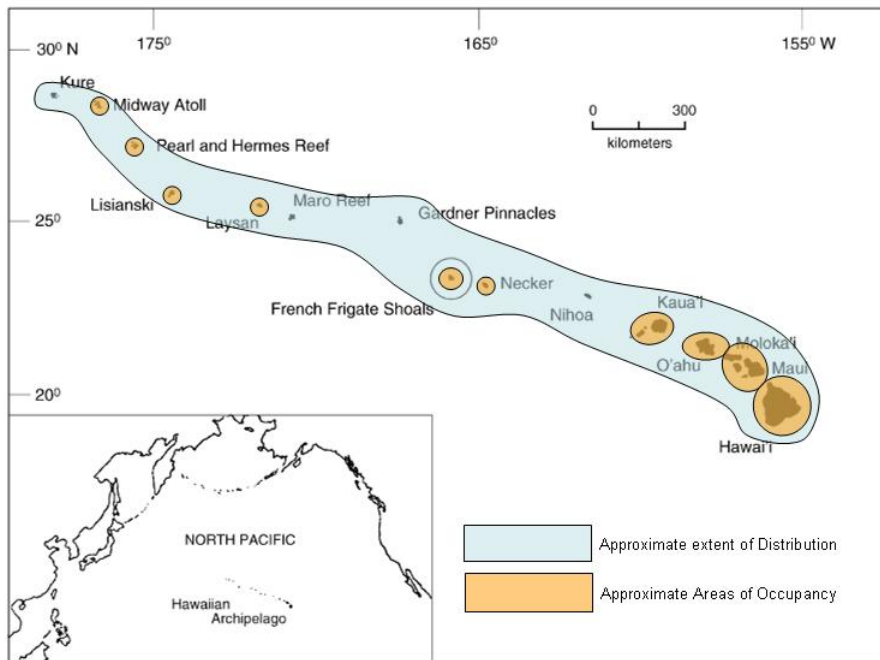 175⁰
165⁰
155⁰ W
30⁰ N
Kure
Midway Atoll
0
300
kilometers
Pearl and Hermes Reef
Lisianski
Laysan
Maro Reef
Gardner Pinnacles
25⁰
French Frigate Shoals
Necker
Nihoa
Kaua'i
O'ahu
Moloka'i
Maui
20⁰
Hawai'i
NORTH PACIFIC
Hawaiian
Archipelago
Approximate extent of Distribution
Approximate Areas of Occupancy